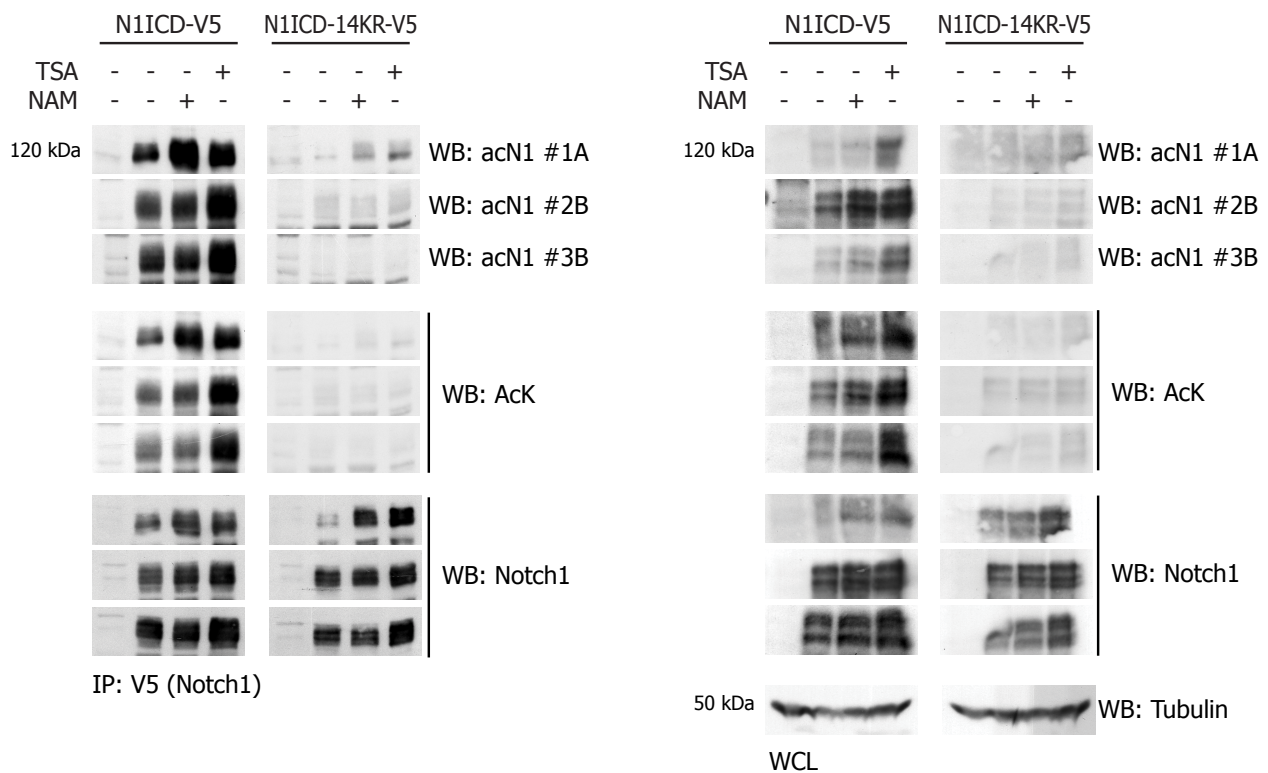 N1ICD-V5 N1ICD-14KR-V5
TSA - - - + - - - +
NAM - - + - - - + -
120 kDa
WB: acN1 #1A
WB: acN1 #2B
WB: acN1 #3B
WB: AcK
WB: Notch1
IP: V5 (Notch1)
N1ICD-V5 N1ICD-14KR-V5
TSA - - - + - - - +
NAM - - + - - - + -
120 kDa
WB: acN1 #1A
WB: acN1 #2B
WB: acN1 #3B
WB: AcK
WB: Notch1
50 kDa
WB: Tubulin
WCL